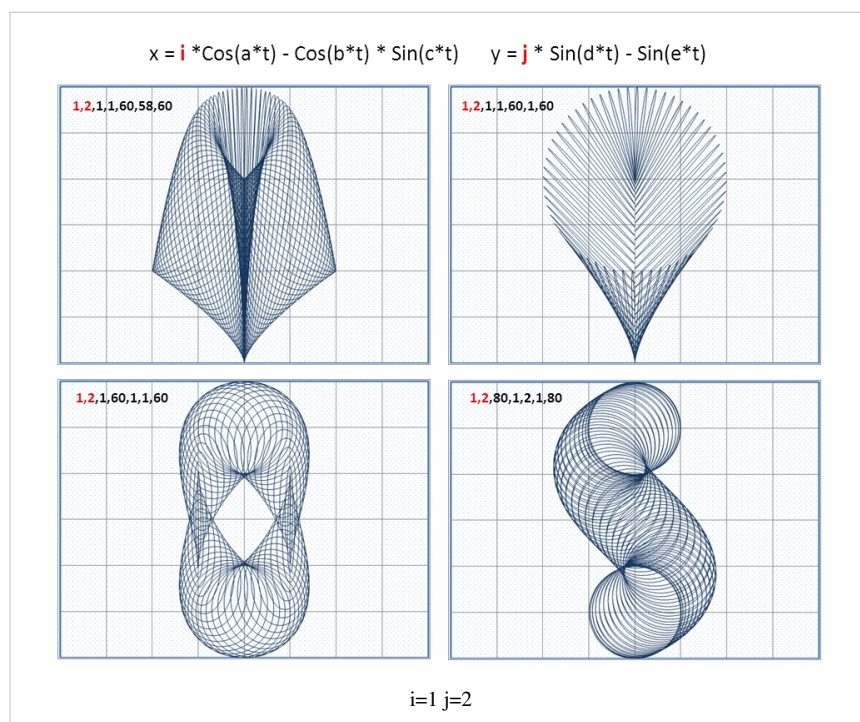 x = i *Cos(a*t) - Cos(b*t) * Sin(c*t) y = j * Sin(d*t) - Sin(e*t)
1,2,1,1,60,58,60
1,2,1,1,60,1,60
1,2,1,60,1,1,60
1,2,80,1,2,1,80
i=1 j=2